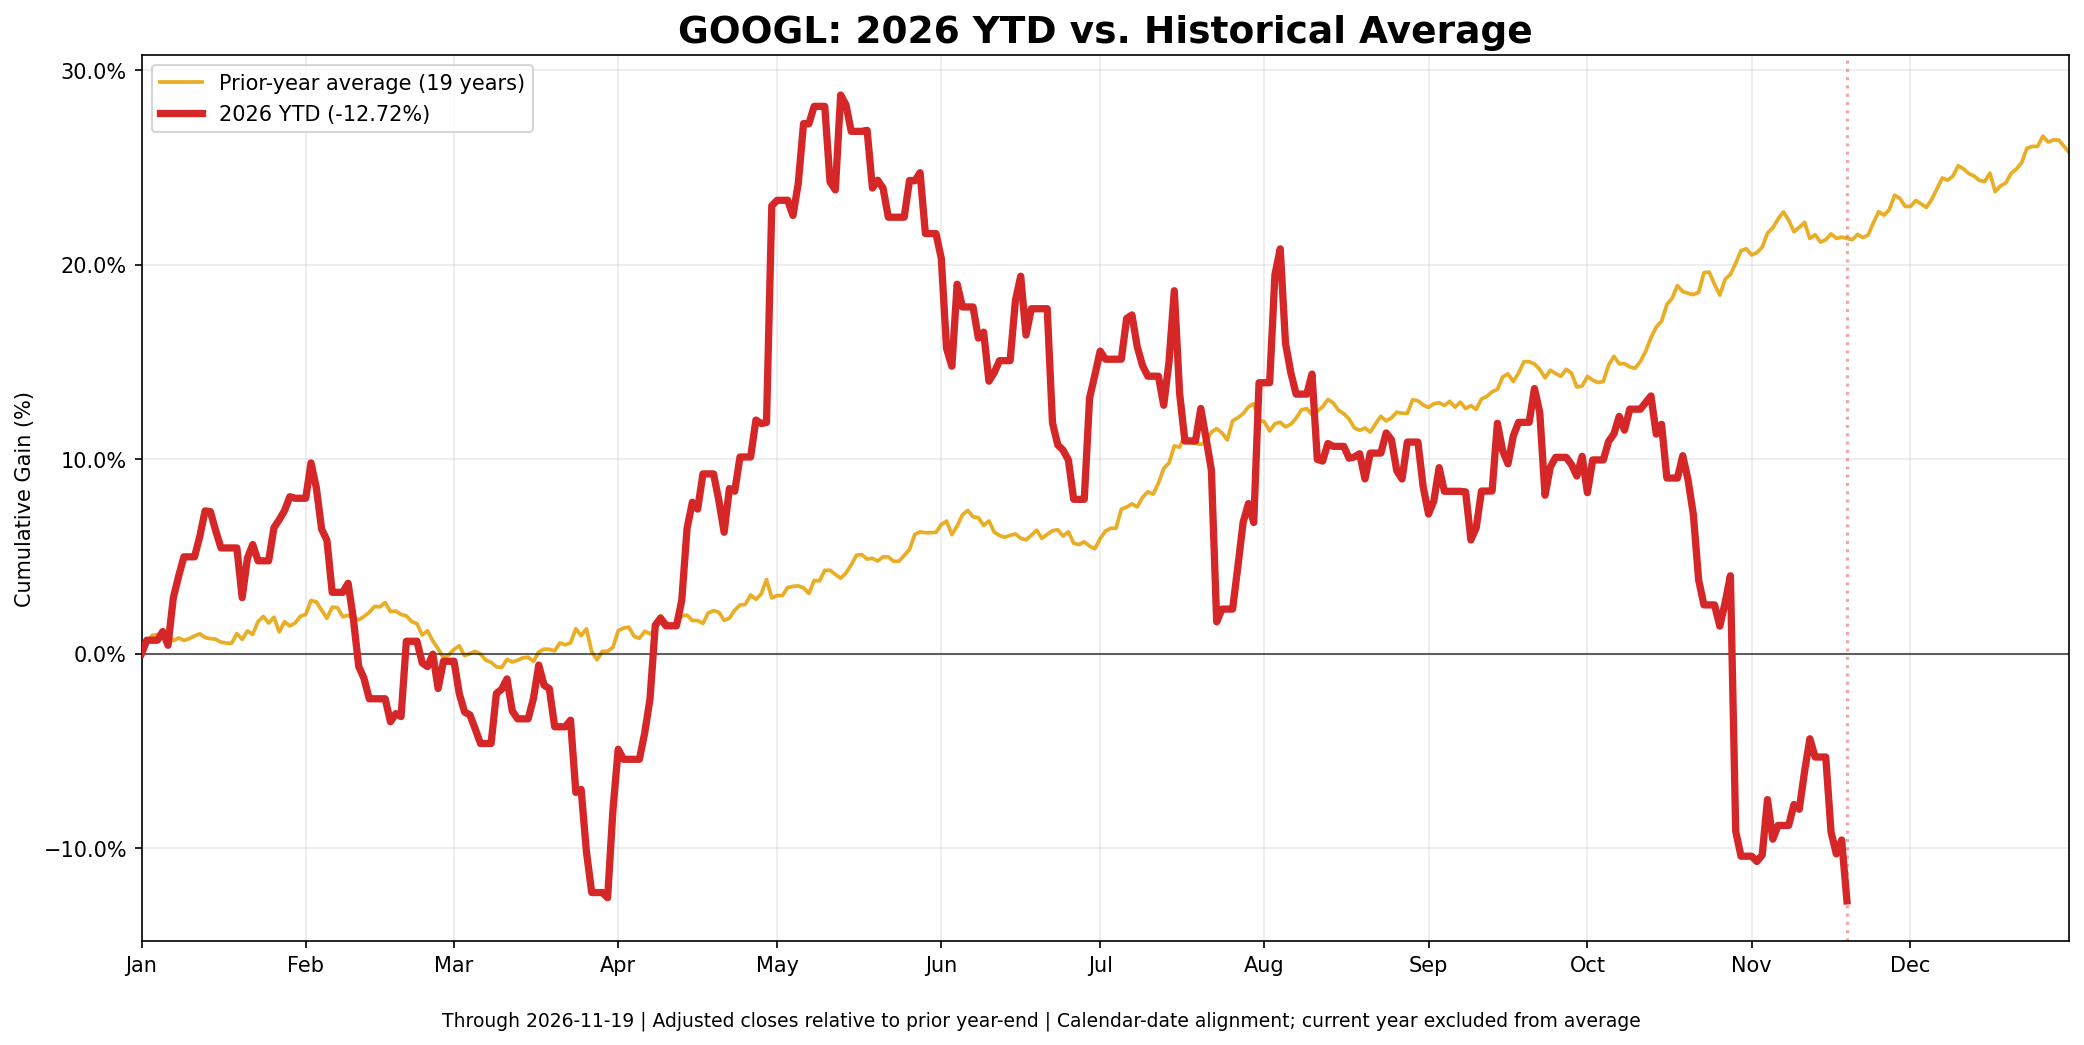 GOOGL: 2026 YTD vs. Historical Average
30.0%
20.0%
10.0%
0.0%
−10.0%
Cumulative Gain (%)
Prior-year average (19 years)
2026 YTD (-12.72%)
Jan Feb Mar Apr May Jun Jul Aug Sep Oct Nov Dec
Through 2026-11-19 | Adjusted closes relative to prior year-end | Calendar-date alignment; current year excluded from average